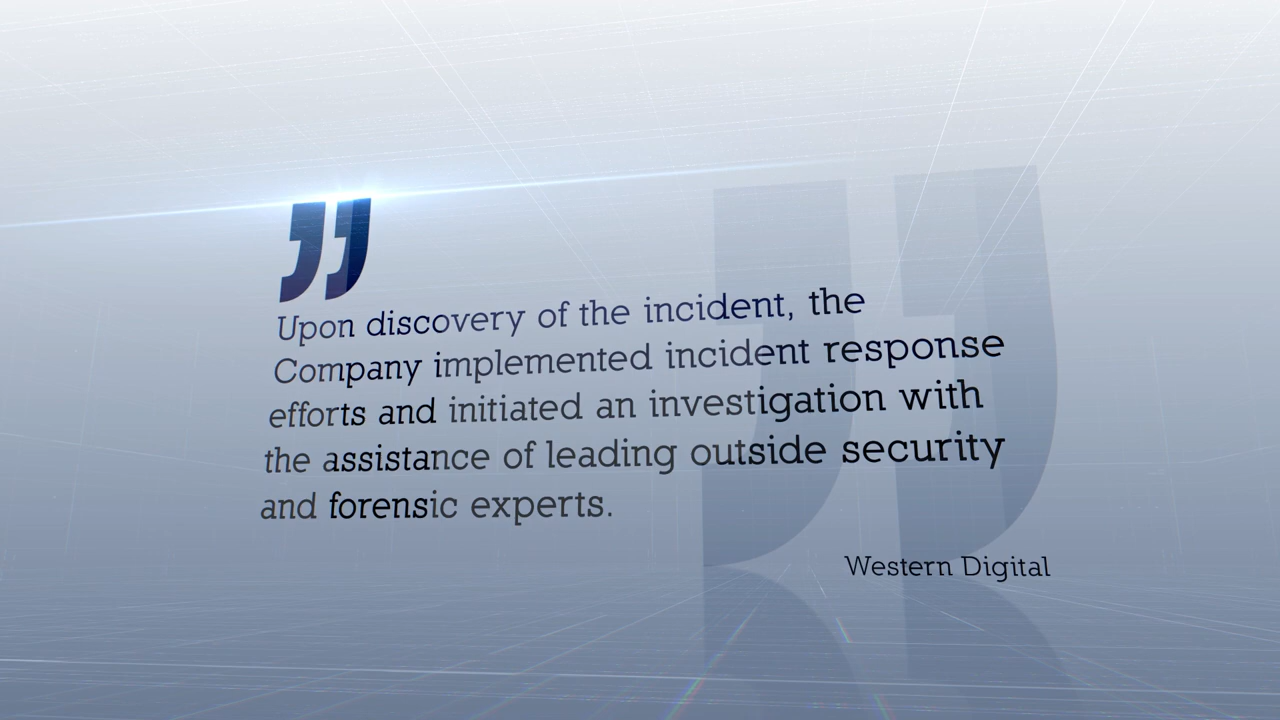 Upon discovery of the incident, the
Company implemented incident response
efforts and initiated an investigation with
the assistance of leading outside security
and forensic experts.
Western Digital